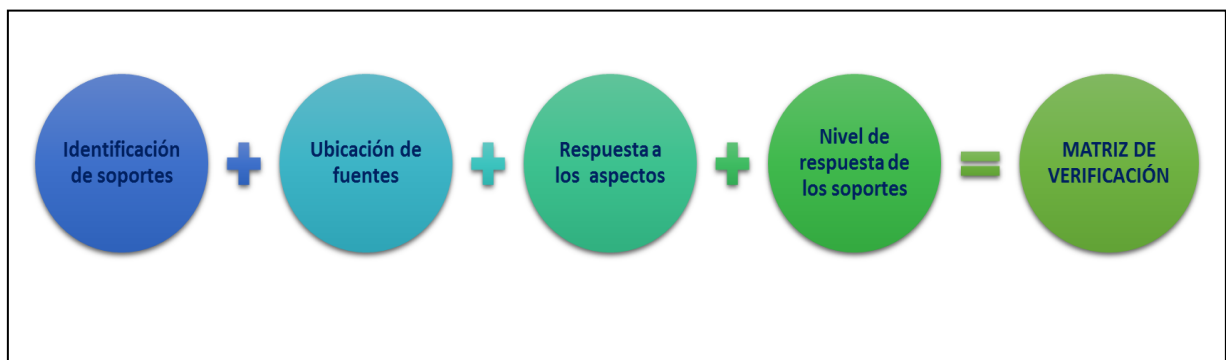 Identificación
de soportes
Ubicación de
fuentes
Respuesta a
los aspectos
Nivel de
respuesta de
los soportes
MATRIZ DE
VERIFICACIÓN